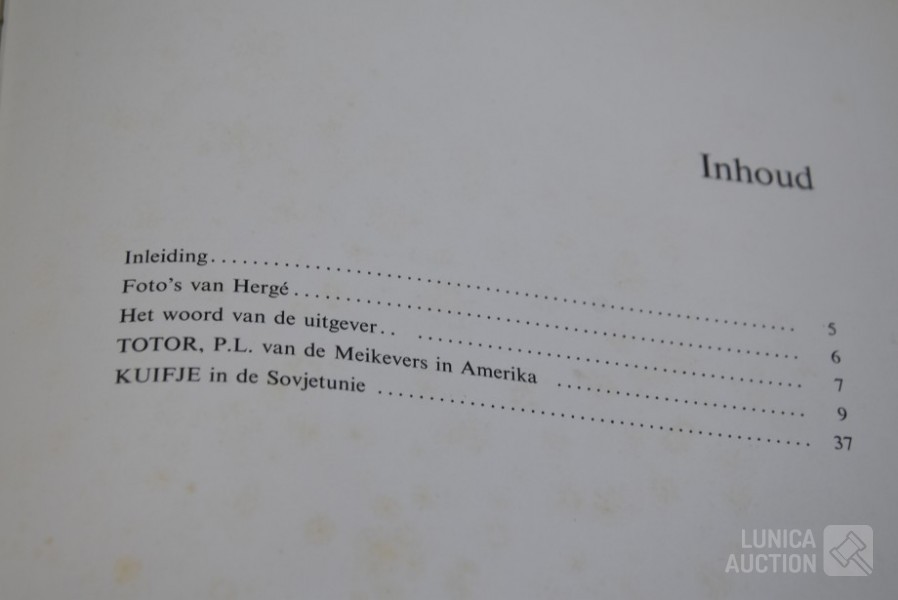 Inhoud
Inleiding........................................................ 5
Foto's van Hergé................................................ 6
Het woord van de uitgever.. .................................... 7
TOTOR, P.L. van de Meikevers in Amerika ........................ 9
KUIFJE in de Sovjetunie ........................................ 37
LUNICA
AUCTION